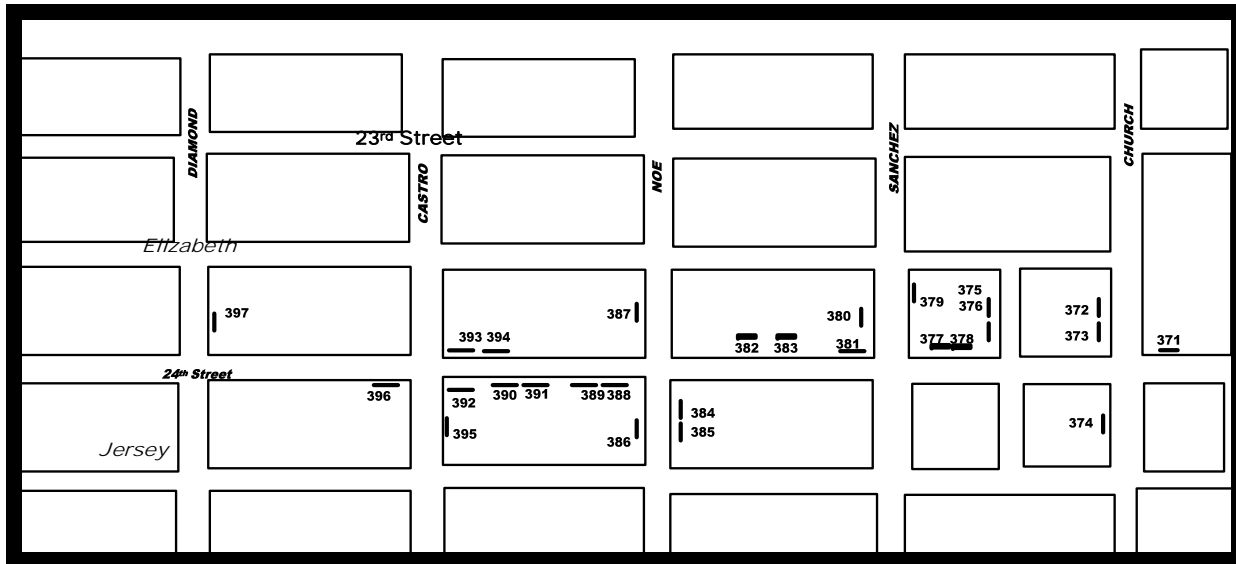 DIAMOND
23rd Street
CASTRO
NOE
SANCHEZ
CHURCH
Elizabeth
397
393 394
387
382
383
380
381
379
375
376
377 378
372
373
371
24th Street
396
392
390 391
389 388
395
386
384
385
374
Jersey